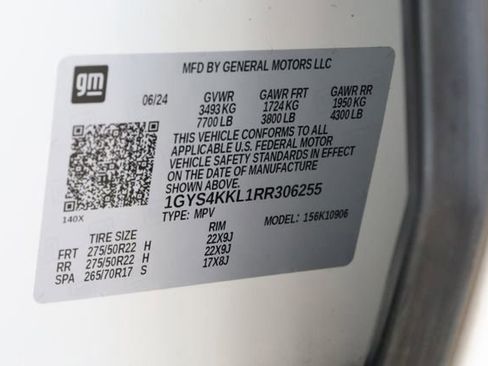 gm
MFD BY GENERAL MOTORS LLC
06/24 GVWR GAWR FRT GAWR RR
3493 KG 1724 KG 1950 KG
7700 LB 3800 LB 4300 LB
THIS VEHICLE CONFORMS TO ALL
APPLICABLE U.S. FEDERAL MOTOR
VEHICLE SAFETY STANDARDS IN EFFECT
ON THE DATE OF MANUFACTURE
SHOWN ABOVE.
1GYS4KKL1RR306255
140X TYPE: MPV MODEL: 156K10906
TIRE SIZE RIM
FRT 275/50R22 H 22X9J
RR 275/50R22 H 22X9J
SPA 265/70R17 S 17X8J